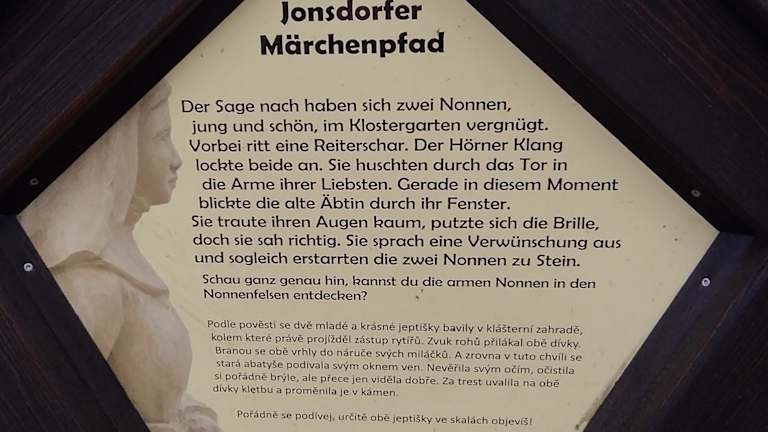 Jonsdorfer
Märchenpfad
Der Sage nach haben sich zwei Nonnen,
jung und schön, im Klostergarten vergnügt.
Vorbei ritt eine Reiterschar. Der Hörner Klang
lockte beide an. Sie huschten durch das Tor in
die Arme ihrer Liebsten. Gerade in diesem Moment
blickte die alte Äbtin durch ihr Fenster.
Sie traute ihren Augen kaum, putzte sich die Brille,
doch sie sah richtig. Sie sprach eine Verwünschung aus
und sogleich erstarrten die zwei Nonnen zu Stein.
Schau ganz genau hin, kannst du die armen Nonnen in den
Nonnenfelsen entdecken?
Podle pověsti se dvě mladé a krásné jeptišky bavily v klášterní zahradě,
kolem které právě projížděl zástup rytířů. Zvuk rohů přilákal obě dívky.
Branou se obě vrhly do náruče svých miláčků. A zrovna v tuto chvíli se
stará abatyše podívala svým oknem ven. Nevěřila svým očím, očistila
si pořádně brýle, ale přece jen viděla dobře. Za trest uvalila na obě
dívky kletbu a proměnila je v kámen.
Pořádně se podívej, určitě obě jeptišky ve skalách objevíš!